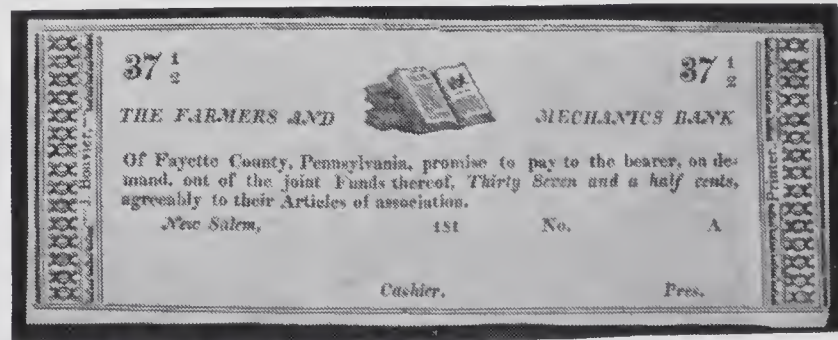 37 1/2 37 1/2
THE FARMERS AND MECHANICS BANK
Of Fayette County, Pennsylvania, promise to pay to the bearer, on de-
mand, out of the joint Funds thereof, Thirty Seven and a half cents,
agreeably to their Articles of association.
New Salem, 181 No. A
Cashier. Pres.
J. Bouvier,
Printer.